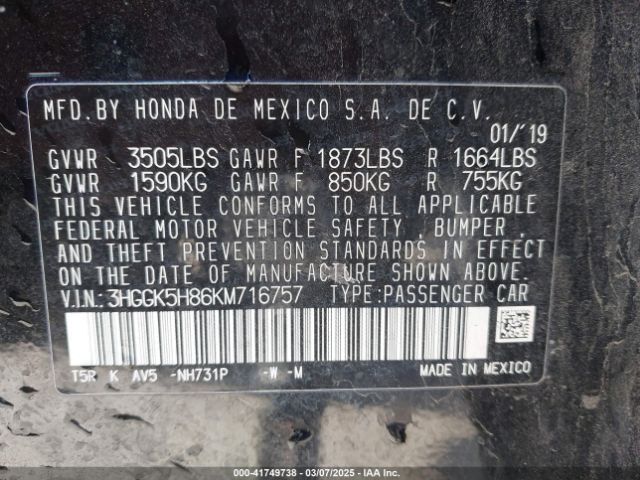 MFD.BY HONDA DE MEXICO S.A. DE C.V.
01/'19
GVWR 3505LBS GAWR F 1873LBS R 1664LBS
GVWR 1590KG GAWR F 850KG R 755KG
THIS VEHICLE CONFORMS TO ALL APPLICABLE
FEDERAL MOTOR VEHICLE SAFETY, BUMPER,
AND THEFT PREVENTION STANDARDS IN EFFECT
ON THE DATE OF MANUFACTURE SHOWN ABOVE.
V.I.N.:3HGGK5H86KM716757 TYPE:PASSENGER CAR
T5R K AV5 -NH731P -W -M MADE IN MEXICO
000-41749738 - 03/07/2025 - IAA Inc.